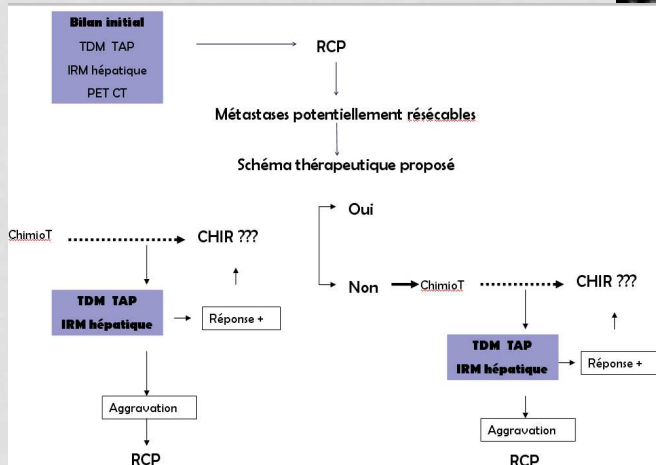 Bilan initial
TDM TAP
IRM hépatique
PET CT
RCP
Métastases potentiellement résécables
Schéma thérapeutique proposé
Oui
Non
ChimioT
CHIR ???
TDM TAP
IRM hépatique
Réponse +
Aggravation
RCP
ChimioT
CHIR ???
TDM TAP
IRM hépatique
Réponse +
Aggravation
RCP